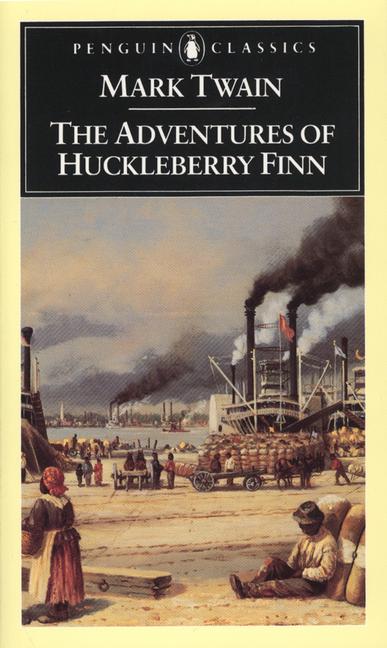 PENGUIN CLASSICS
MARK TWAIN
THE ADVENTURES OF
HUCKLEBERRY FINN